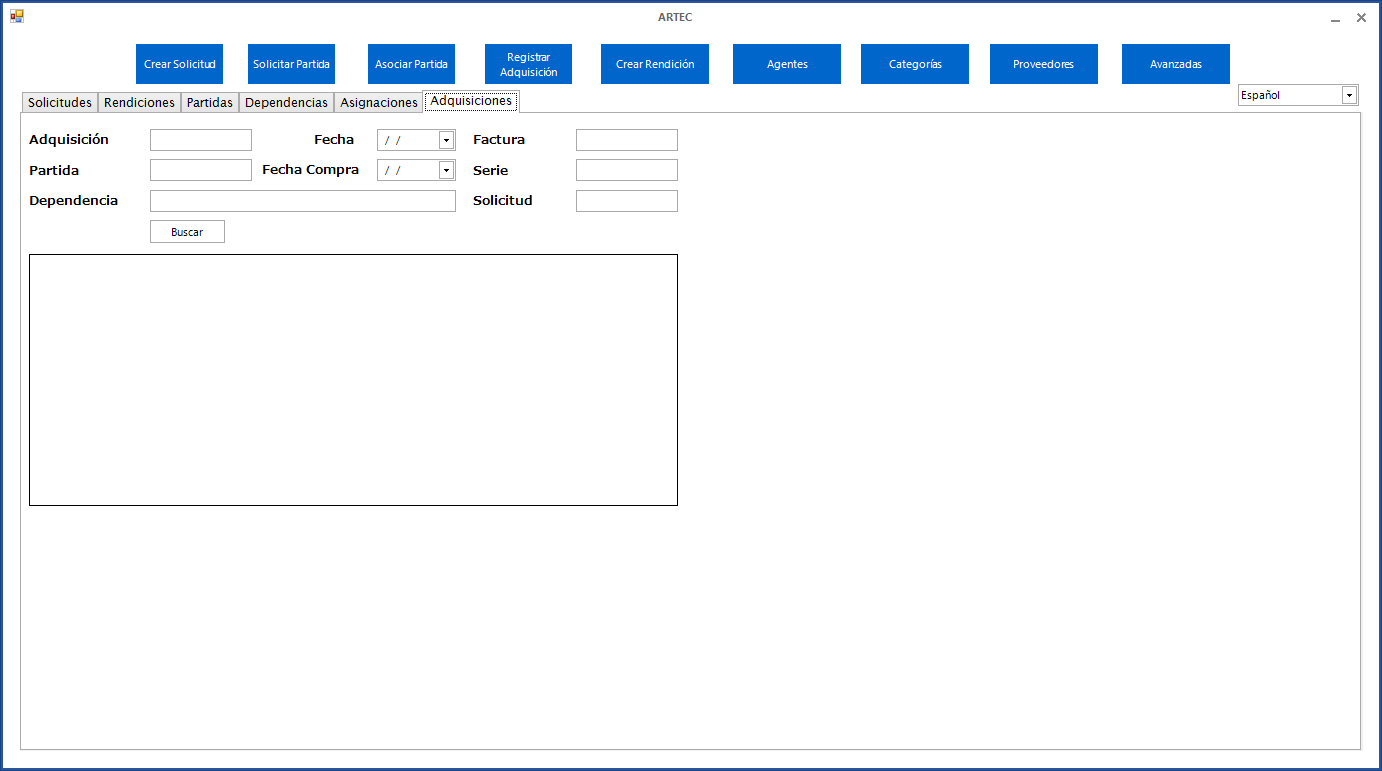 ARTEC
Crear Solicitud
Solicitar Partida
Asociar Partida
Registrar
Adquisición
Crear Rendición
Agentes
Categorías
Proveedores
Avanzadas
Español
Solicitudes
Rendiciones
Partidas
Dependencias
Asignaciones
Adquisiciones
Adquisición
Fecha
/ /
Factura
Partida
Fecha Compra
/ /
Serie
Dependencia
Solicitud
Buscar